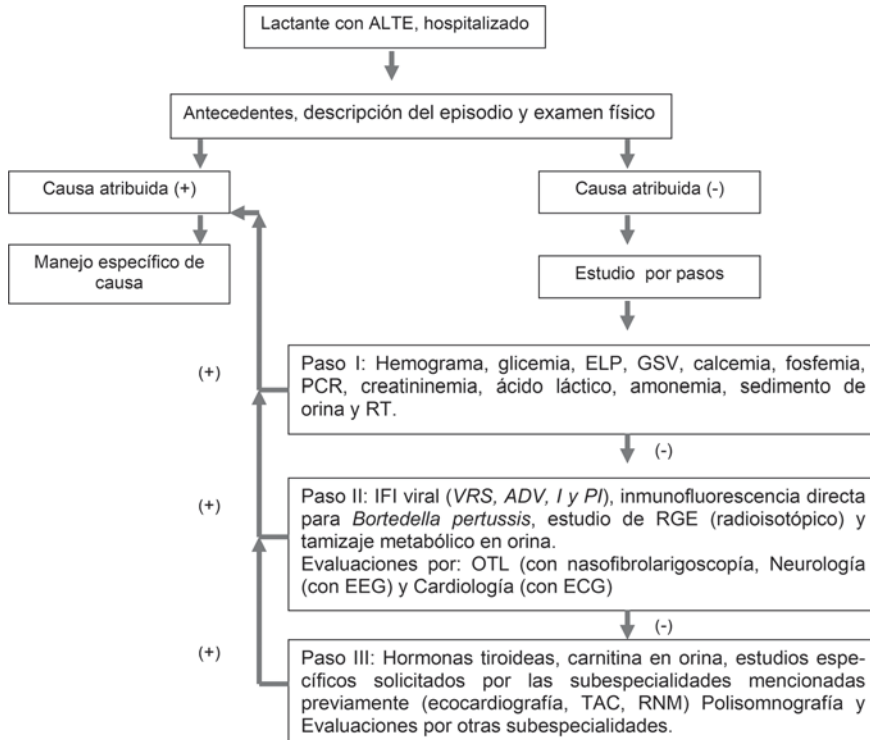 Lactante con ALTE, hospitalizado
Antecedentes, descripción del episodio y examen físico
Causa atribuida (+)
Causa atribuida (-)
Manejo específico de
causa
Estudio por pasos
(+)
Paso I: Hemograma, glicemia, ELP, GSV, calcemia, fosfemia,
PCR, creatininemia, ácido láctico, amonemia, sedimento de
orina y RT.
(-)
(+)
Paso II: IFI viral (VRS, ADV, I y PI), inmunofluorescencia directa
para Bortedella pertussis, estudio de RGE (radioisotópico) y
tamizaje metabólico en orina.
Evaluaciones por: OTL (con nasofibrolarigoscopía, Neurología
(con EEG) y Cardiología (con ECG)
(-)
(+)
Paso III: Hormonas tiroideas, carnitina en orina, estudios espe-
cíficos solicitados por las subespecialidades mencionadas
previamente (ecocardiografía, TAC, RNM) Polisomnografía y
Evaluaciones por otras subespecialidades.